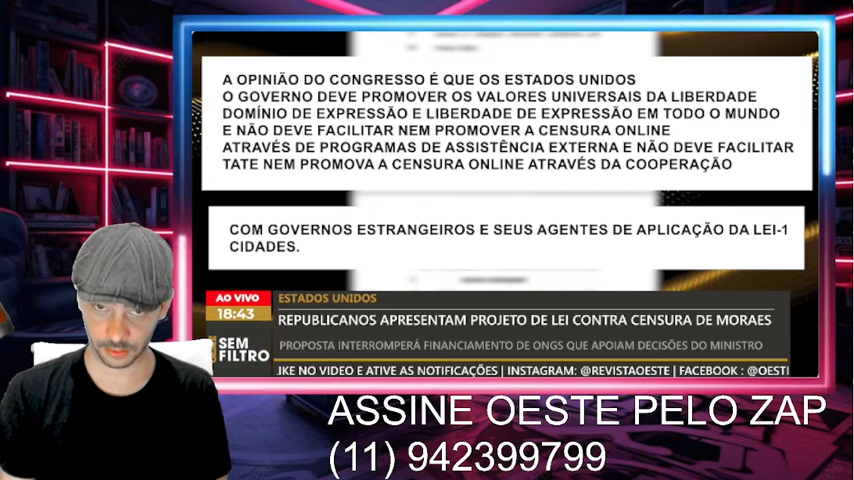 A OPINIÃO DO CONGRESSO É QUE OS ESTADOS UNIDOS
O GOVERNO DEVE PROMOVER OS VALORES UNIVERSAIS DA LIBERDADE
DOMÍNIO DE EXPRESSÃO E LIBERDADE DE EXPRESSÃO EM TODO O MUNDO
E NÃO DEVE FACILITAR NEM PROMOVER A CENSURA ONLINE
ATRAVÉS DE PROGRAMAS DE ASSISTÊNCIA EXTERNA E NÃO DEVE FACILITAR
TATE NEM PROMOVA A CENSURA ONLINE ATRAVÉS DA COOPERAÇÃO
COM GOVERNOS ESTRANGEIROS E SEUS AGENTES DE APLICAÇÃO DA LEI-1
CIDADES.
AO VIVO
18:43
SEM
FILTRO
ESTADOS UNIDOS
REPUBLICANOS APRESENTAM PROJETO DE LEI CONTRA CENSURA DE MORAES
PROPOSTA INTERROMPERÁ FINANCIAMENTO DE ONGS QUE APOIAM DECISÕES DO MINISTRO
JKE NO VIDEO E ATIVE AS NOTIFICAÇÕES | INSTAGRAM: @REVISTAOESTE | FACEBOOK : @OESTI
ASSINE OESTE PELO ZAP
(11) 942399799